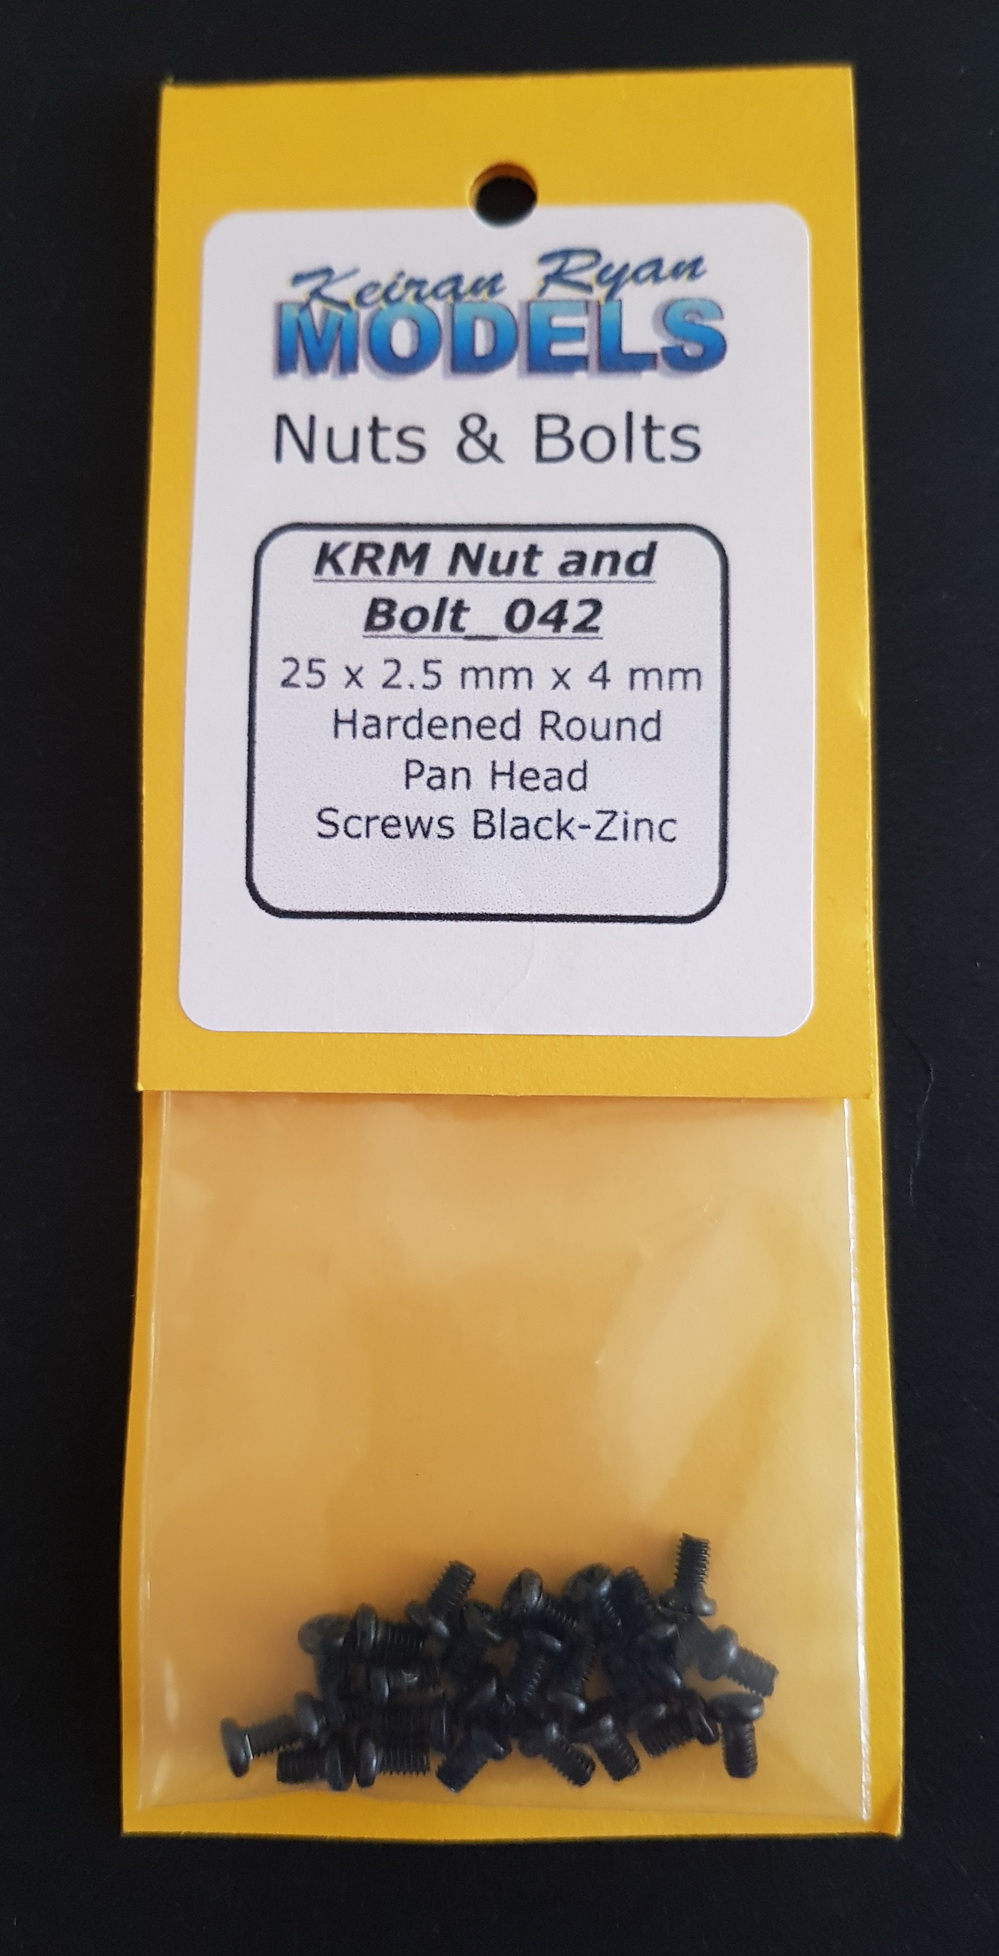 Keiran Ryan
MODELS
Nuts & Bolts
KRM Nut and
Bolt_042
25 x 2.5 mm x 4 mm
Hardened Round
Pan Head
Screws Black-Zinc